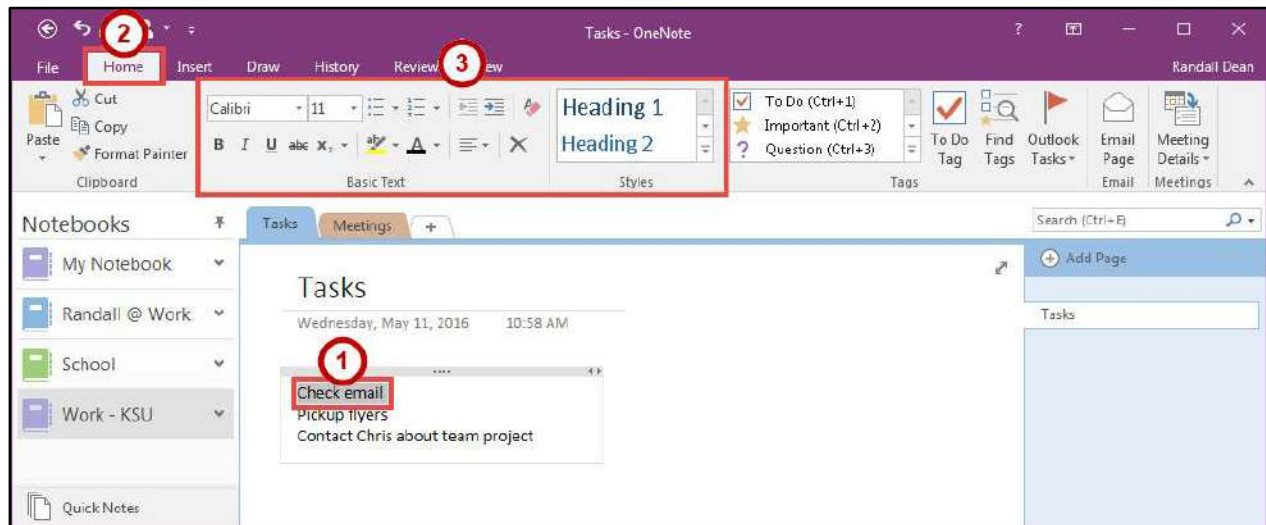 2
Tasks - OneNote
?
File
Home
Insert
Draw
History
Review
3
Randall Dean
Paste
Cut
Copy
Format Painter
Clipboard
Calibri
11
B I U abc X₂ aby A
Basic Text
Heading 1
Heading 2
Styles
To Do (Ctrl+1)
Important (Ctrl+2)
? Question (Ctrl+3)
To Do
Tag
Find
Tags
Outlook
Tasks
Tags
Email
Page
Email
Meeting
Details
Meetings
Notebooks
Tasks
Meetings
+
Search (Ctrl+E)
My Notebook
Randall @ Work
School
Work - KSU
Quick Notes
Tasks
Wednesday, May 11, 2016 10:58 AM
1
Check email
Pickup flyers
Contact Chris about team project
Add Page
Tasks